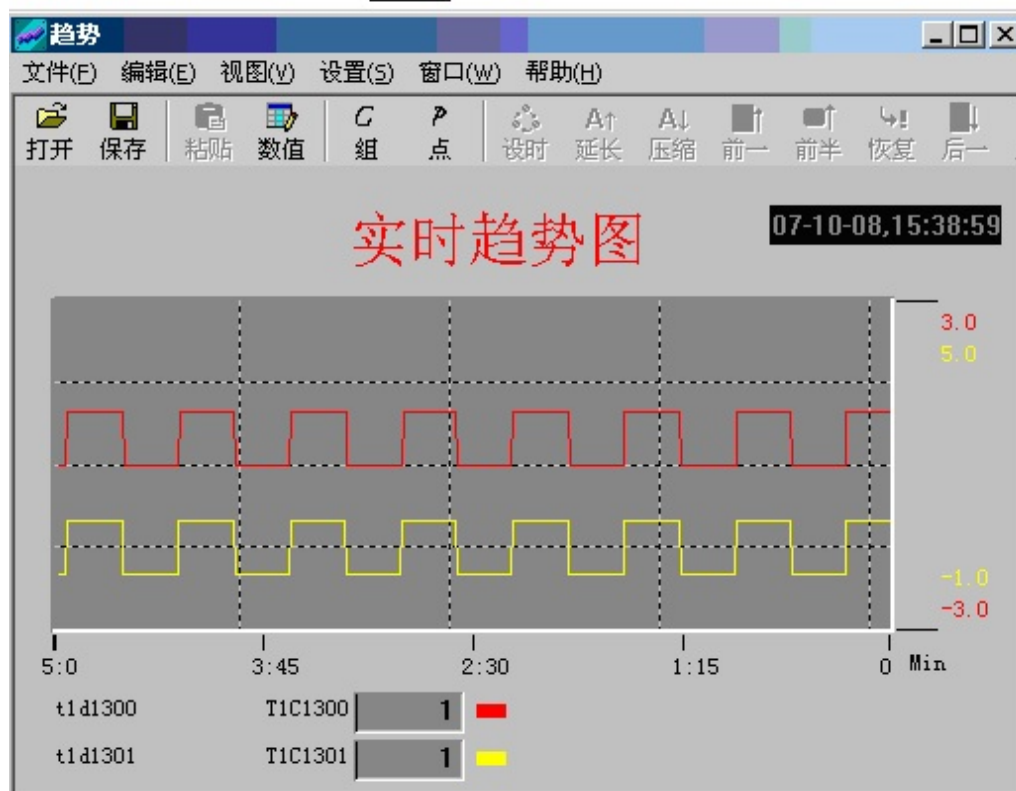 趋势
文件(F) 编辑(E) 视图(V) 设置(S) 窗口(W) 帮助(H)
打开 保存 粘贴 数值 G 组 P 点 设时 A↑ 延长 A↓ 压缩 前一 前半 恢复 后一
实时趋势图
07-10-08,15:38:59
3.0
5.0
-1.0
-3.0
5:0 3:45 2:30 1:15 0 Min
t1d1300 T1C1300 1
t1d1301 T1C1301 1